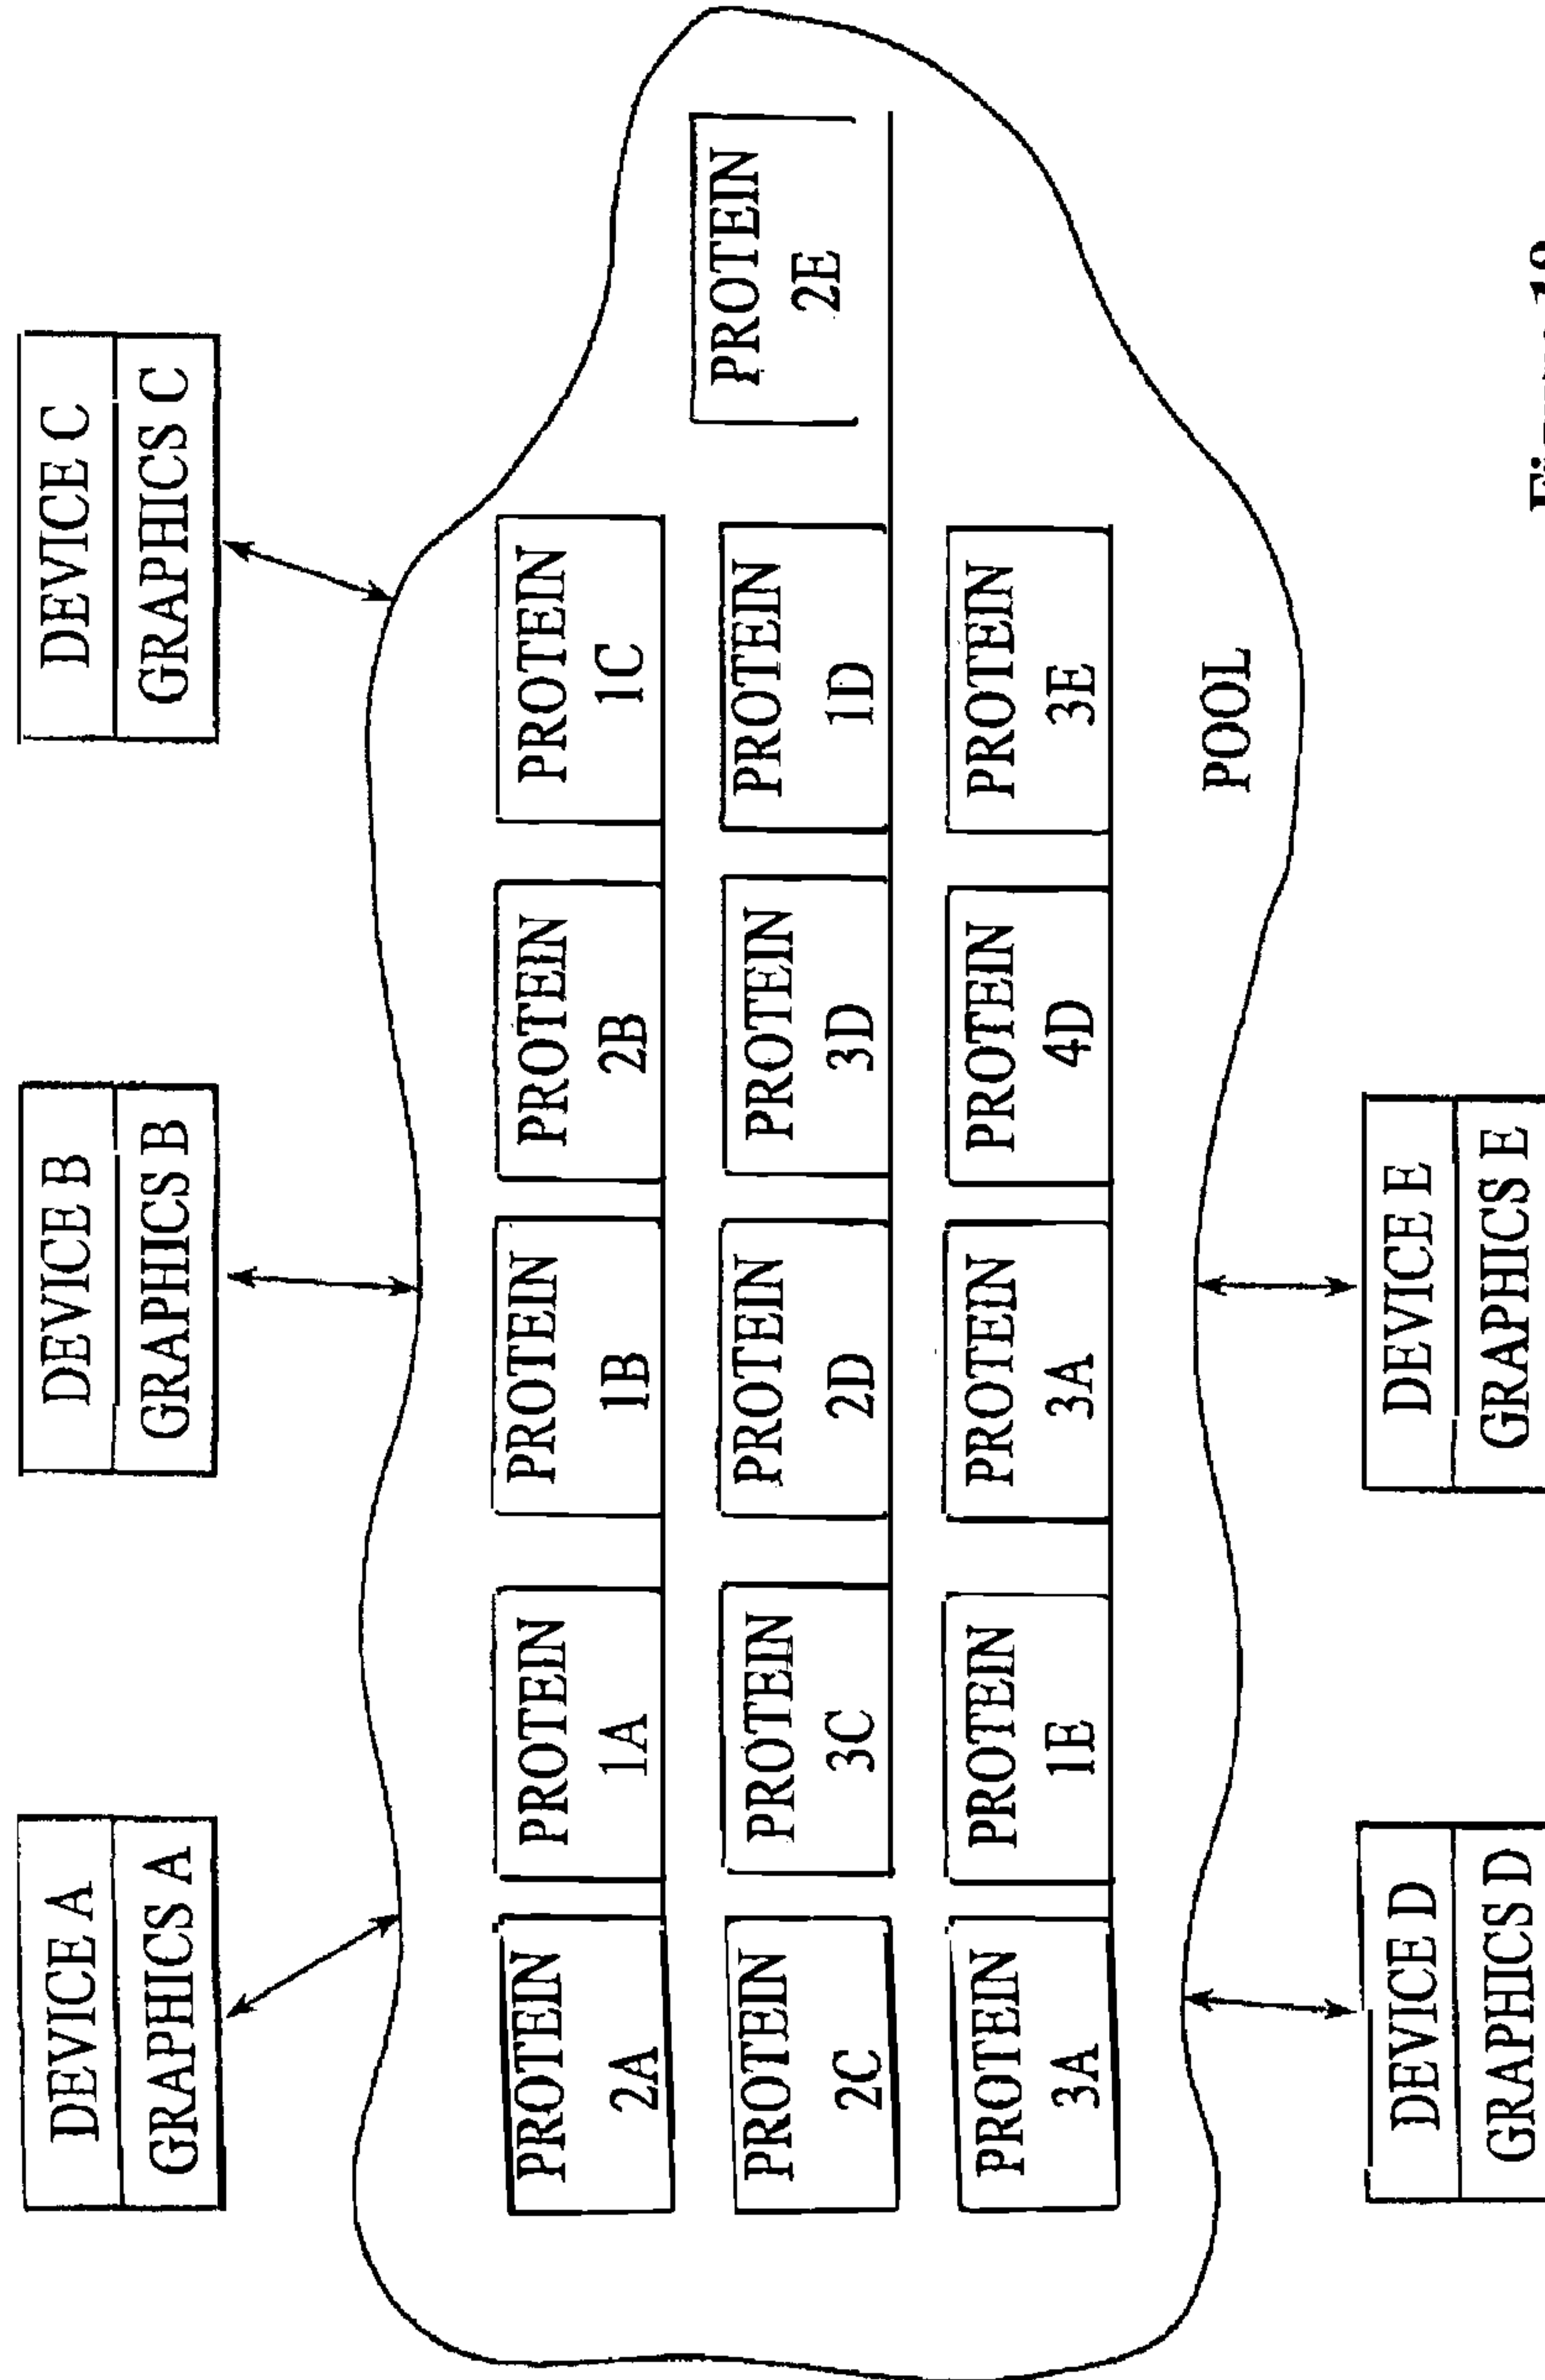 DEVICE A
GRAPHICS A
DEVICE B
GRAPHICS B
DEVICE C
GRAPHICS C
PROTEIN
2A
PROTEIN
1A
PROTEIN
1B
PROTEIN
2B
PROTEIN
1C
PROTEIN
2C
PROTEIN
3C
PROTEIN
2D
PROTEIN
3D
PROTEIN
1D
PROTEIN
2E
PROTEIN
3A
PROTEIN
1E
PROTEIN
3A
PROTEIN
4D
PROTEIN
3E
POOL
DEVICE D
GRAPHICS D
DEVICE E
GRAPHICS E